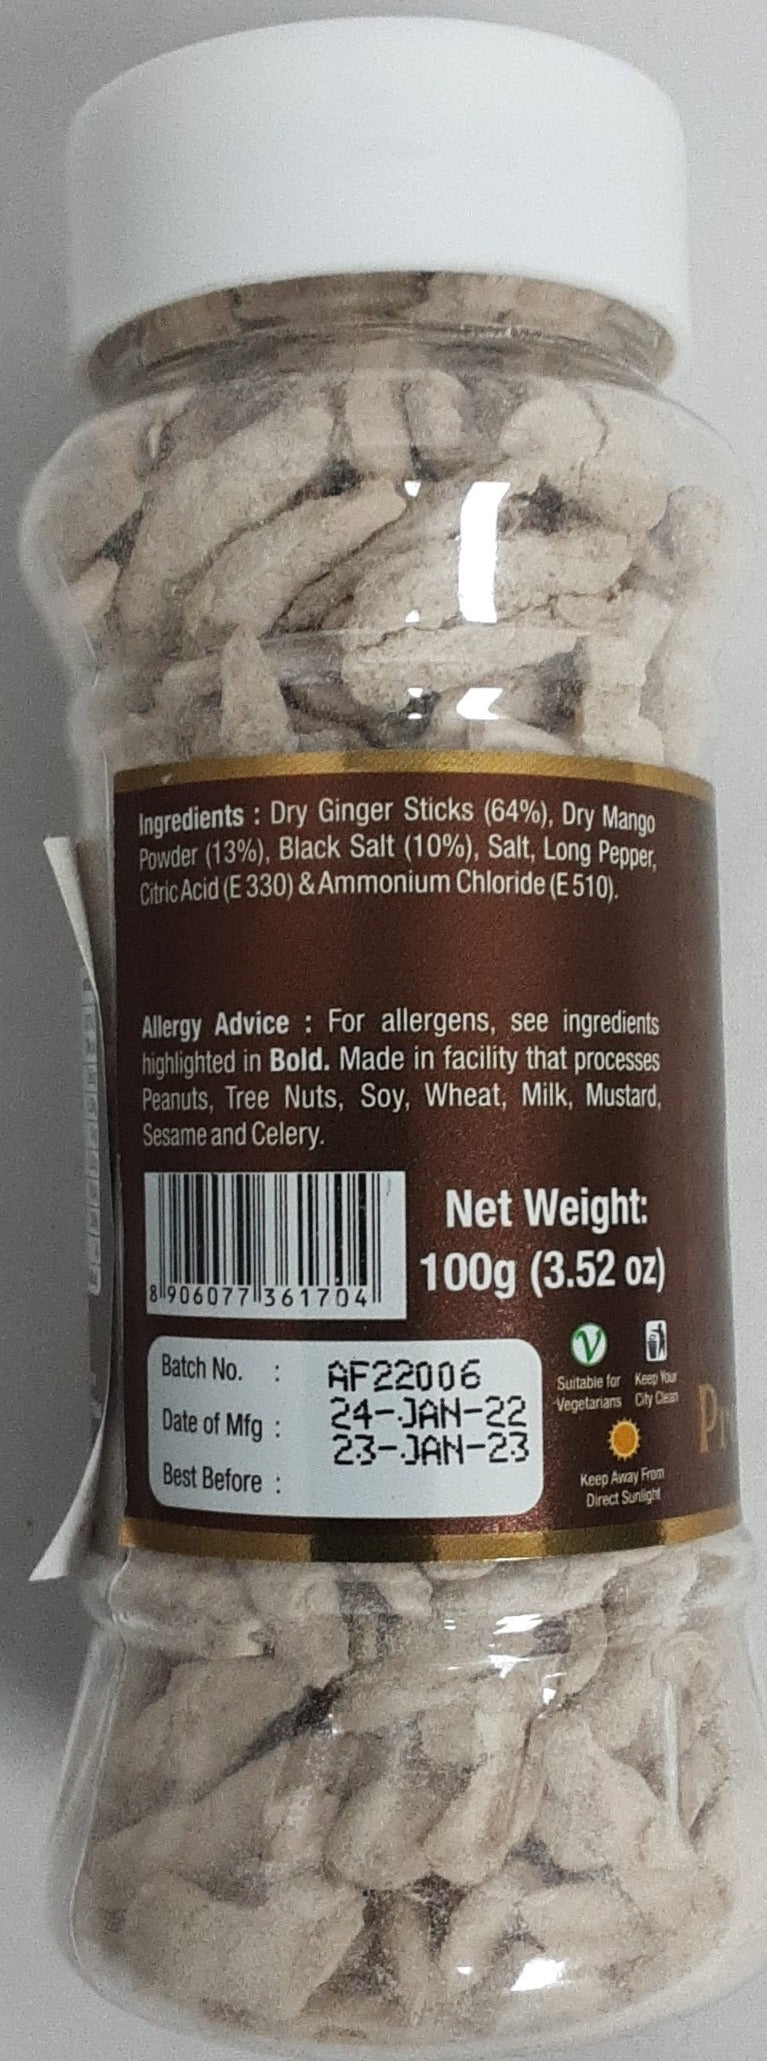 Ingredients : Dry Ginger Sticks (64%), Dry Mango
Powder (13%), Black Salt (10%), Salt, Long Pepper,
Citric Acid (E 330) & Ammonium Chloride (E 510).
Allergy Advice : For allergens, see ingredients
highlighted in Bold. Made in facility that processes
Peanuts, Tree Nuts, Soy, Wheat, Milk, Mustard,
Sesame and Celery.
8 906077 361704
Net Weight:
100g (3.52 oz)
Batch No. : AF22006
Date of Mfg : 24-JAN-22
Best Before : 23-JAN-23
Suitable for
Vegetarians
Keep Your
City Clean
Keep Away From
Direct Sunlight